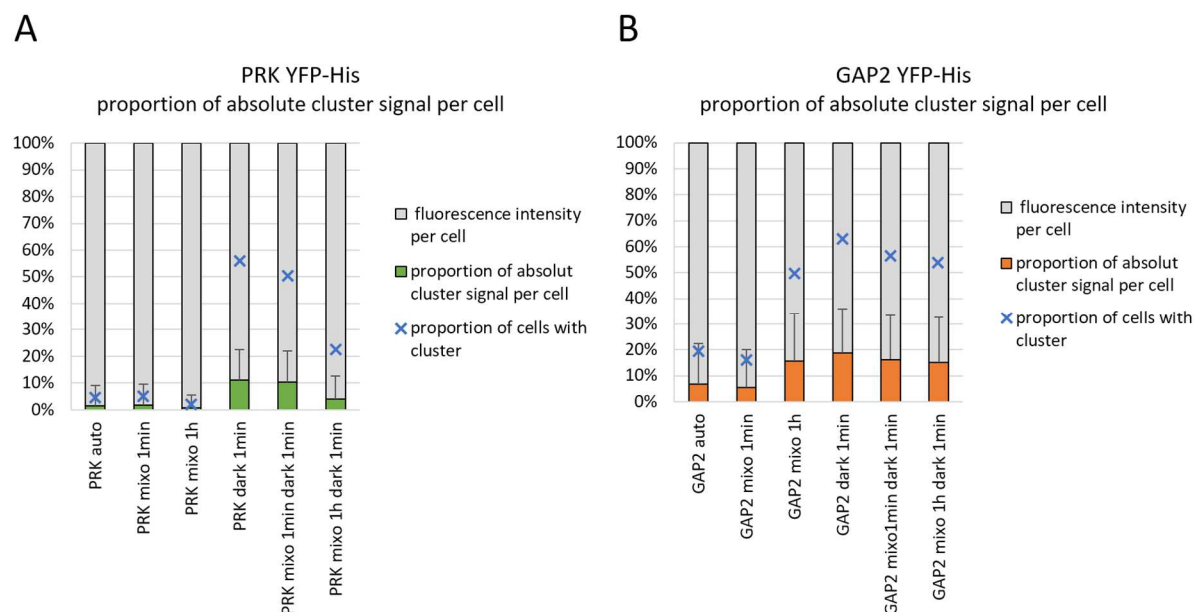 A
PRK YFP-His
proportion of absolute cluster signal per cell
100%
90%
80%
70%
60%
50%
40%
30%
20%
10%
0%
PRK auto
PRK mixo 1min
PRK mixo 1h
PRK dark 1min
PRK mixo 1min dark 1min
PRK mixo 1h dark 1min
fluorescence intensity
per cell
proportion of absolut
cluster signal per cell
proportion of cells with
cluster
B
GAP2 YFP-His
proportion of absolute cluster signal per cell
100%
90%
80%
70%
60%
50%
40%
30%
20%
10%
0%
GAP2 auto
GAP2 mixo 1min
GAP2 mixo 1h
GAP2 dark 1min
GAP2 mixo1min dark 1min
GAP2 mixo 1h dark 1min
fluorescence intensity
per cell
proportion of absolut
cluster signal per cell
proportion of cells with
cluster